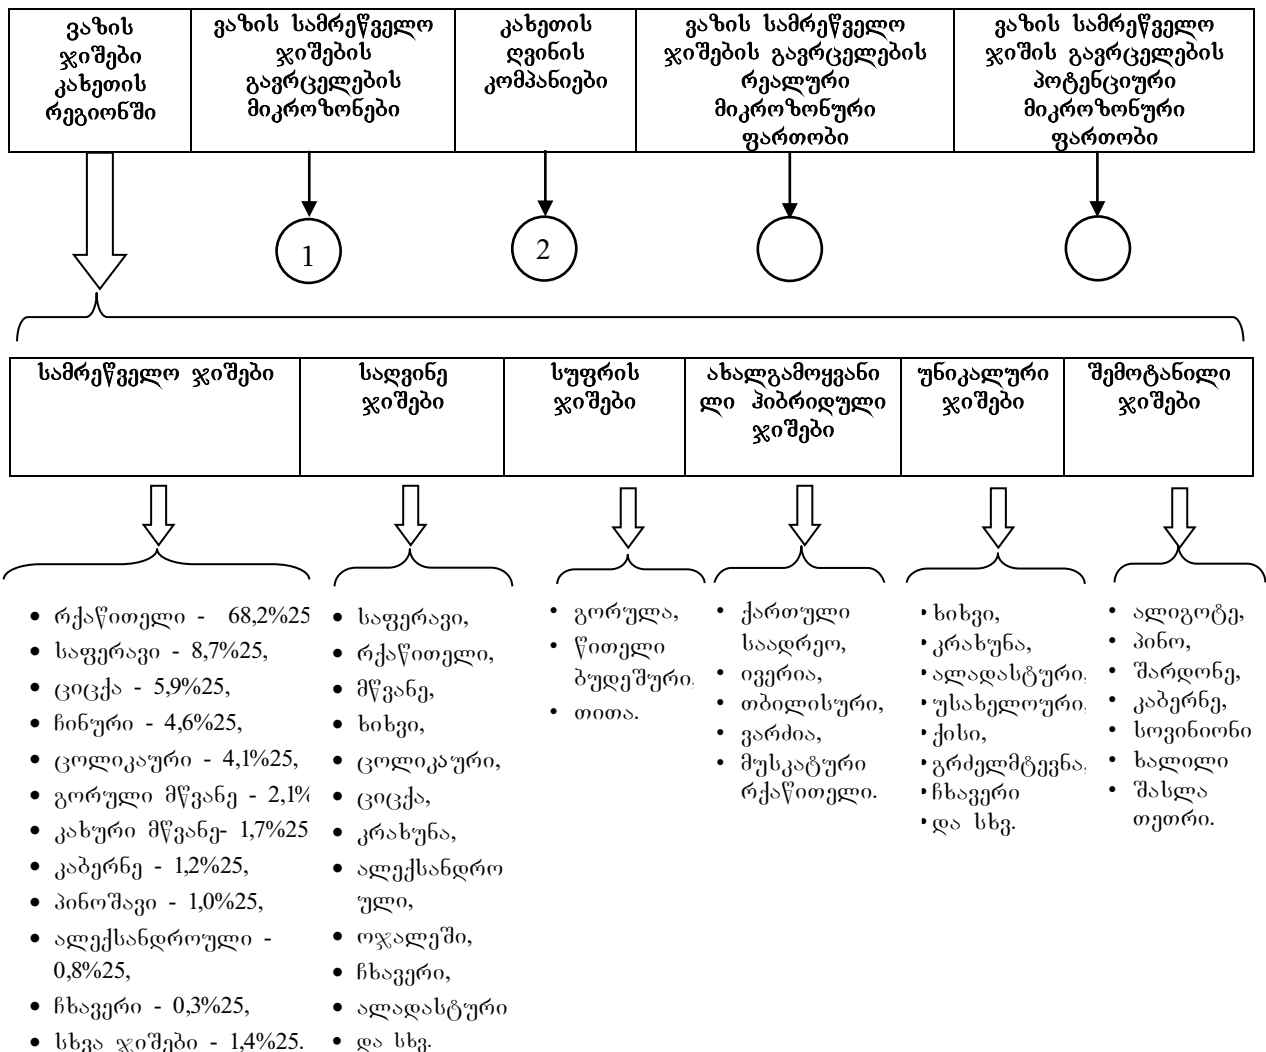 ვაზის
ჯიშები
კახეთის
რეგიონში
ვაზის სამრეწველო
ჯიშების
გავრცელების
მიკროზონები
კახეთის
ღვინის
კომპანიები
ვაზის სამრეწველო
ჯიშების გავრცელების
რეალური
მიკროზონური
ფართობი
ვაზის სამრეწველო
ჯიშის გავრცელების
პოტენციური
მიკროზონური
ფართობი
1
2
სამრეწველო ჯიშები
საღვინე
ჯიშები
სუფრის
ჯიშები
ახალგამოყვანი
ლი ჰიბრიდული
ჯიშები
უნიკალური
ჯიშები
შემოტანილი
ჯიშები
• რქაწითელი - 68,2%25
• საფერავი - 8,7%25,
• ციცქა - 5,9%25,
• ჩინური - 4,6%25,
• ცოლიკაური - 4,1%25,
• გორული მწვანე - 2,1%
• კახური მწვანე- 1,7%25
• კაბერნე - 1,2%25,
• პინოშავი - 1,0%25,
• ალექსანდროული -
0,8%25,
• ჩხავერი - 0,3%25,
• სხვა ჯიშები - 1,4%25.
• საფერავი,
• რქაწითელი,
• მწვანე,
• ხიხვი,
• ცოლიკაური,
• ციცქა,
• კრახუნა,
• ალექსანდრო
ული,
• ოჯალეში,
• ჩხავერი,
• ალადასტური
• და სხვ.
• გორულა,
• წითელი
ბუდეშური,
• თითა.
• ქართული
საადრეო,
• ივერია,
• თბილისური,
• ვარძია,
• მუსკატური
რქაწითელი.
• ხიხვი,
• კრახუნა,
• ალადასტური,
• უსახელოური,
• ქისი,
• გრძელმტევნა,
• ჩხავერი
• და სხვ.
• ალიგოტე,
• პინო,
• შარდონე,
• კაბერნე,
• სოვინიონი
• ხალილი
• შასლა
თეთრი.